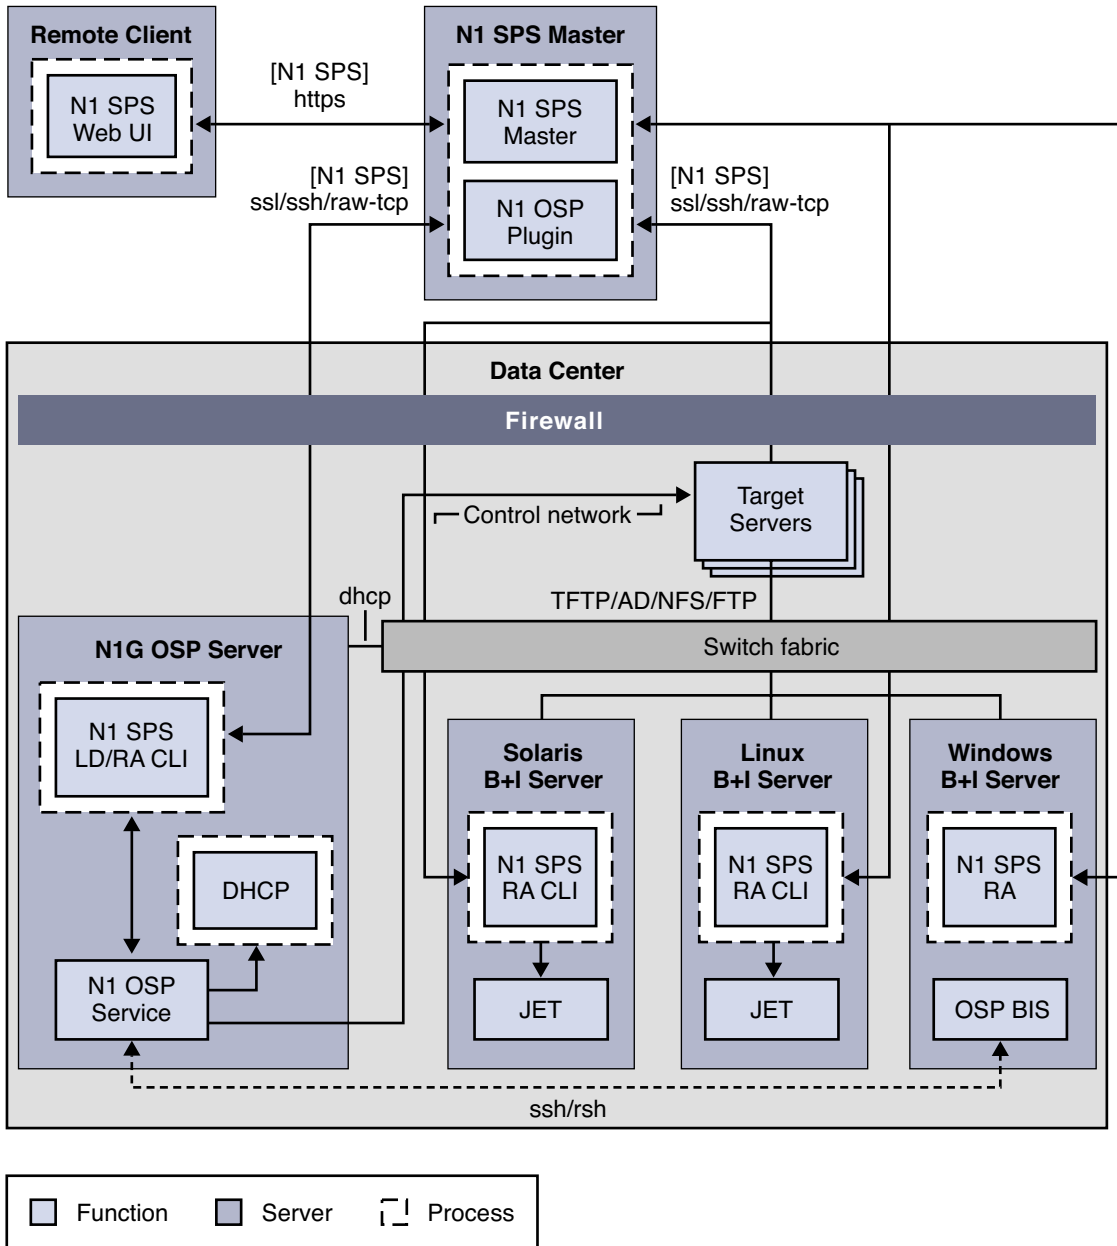 Remote Client
N1 SPS
Web UI
[N1 SPS]
https
N1 SPS Master
N1 SPS
Master
N1 OSP
Plugin
[N1 SPS]
ssl/ssh/raw-tcp
[N1 SPS]
ssl/ssh/raw-tcp
Data Center
Firewall
Target
Servers
Control network
dhcp
TFTP/AD/NFS/FTP
Switch fabric
N1G OSP Server
N1 SPS
LD/RA CLI
DHCP
N1 OSP
Service
Solaris
B+I Server
N1 SPS
RA CLI
JET
Linux
B+I Server
N1 SPS
RA CLI
JET
Windows
B+I Server
N1 SPS
RA
OSP BIS
ssh/rsh
Function
Server
Process